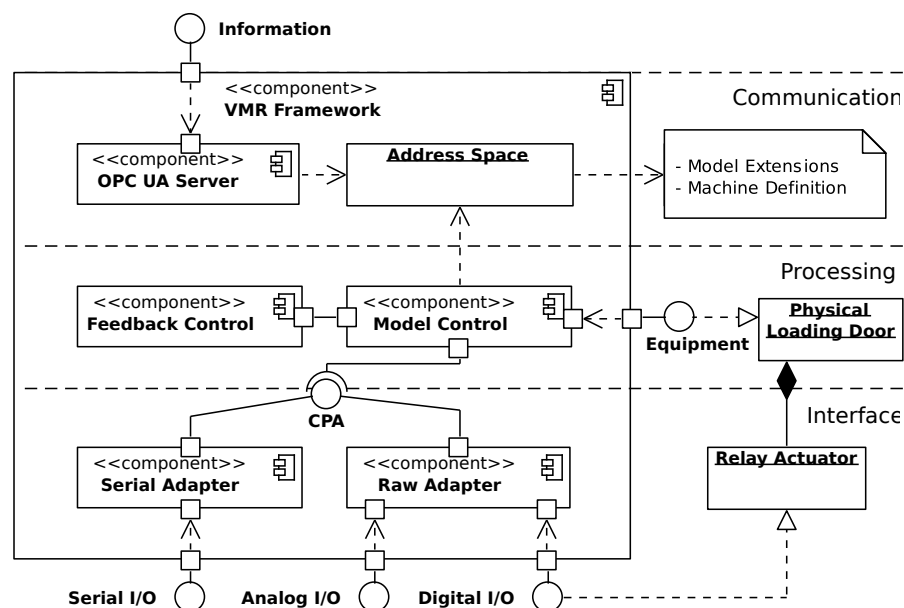 Information
<<component>>
VMR Framework
Communication
<<component>>
OPC UA Server
Address Space
- Model Extensions
- Machine Definition
Processing
<<component>>
Feedback Control
<<component>>
Model Control
Equipment
Physical
Loading Door
CPA
Interface
<<component>>
Serial Adapter
<<component>>
Raw Adapter
Relay Actuator
Serial I/O
Analog I/O
Digital I/O